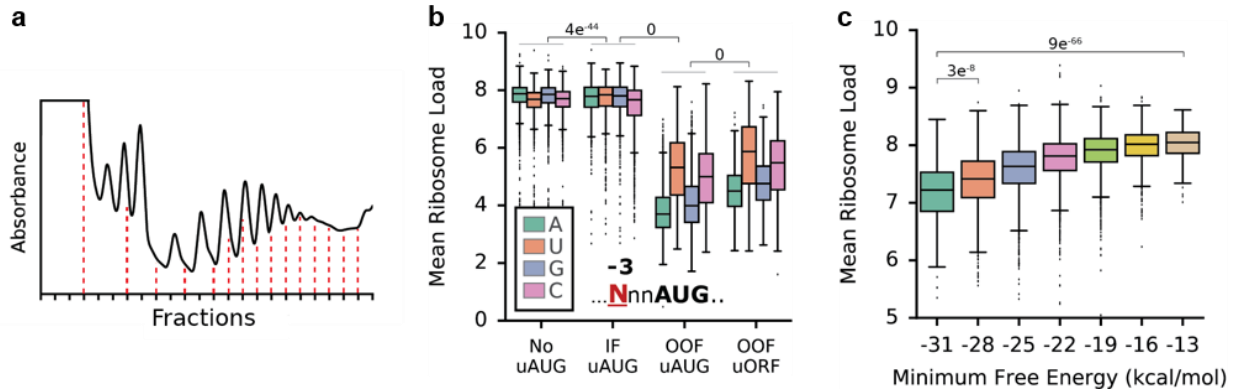 a
Absorbance
Fractions
b
Mean Ribosome Load
10
8
6
4
2
0
4e-44
0
0
A
U
G
C
-3
...NnnAUG..
No
uAUG
IF
uAUG
OOF
uAUG
OOF
uORF
c
Mean Ribosome Load
10
9
8
7
6
5
9e-66
3e-8
-31 -28 -25 -22 -19 -16 -13
Minimum Free Energy (kcal/mol)